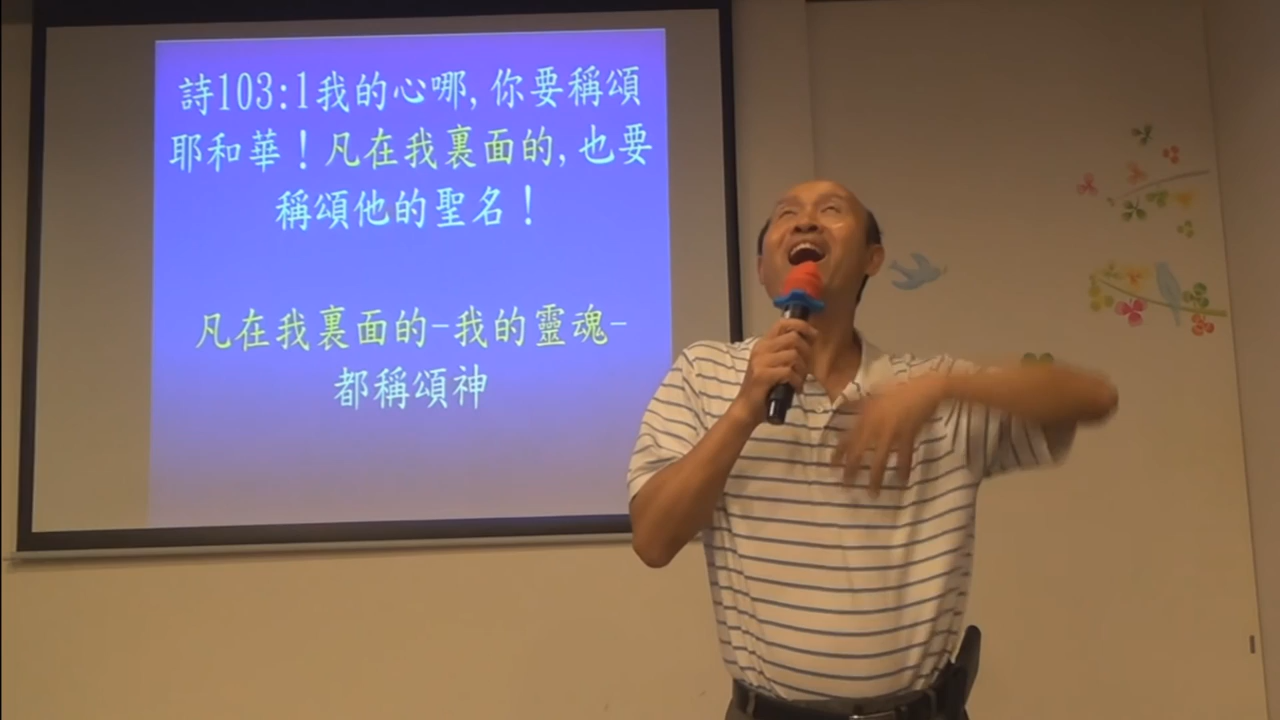 詩103:1我的心哪,你要稱頌
耶和華！凡在我裏面的,也要
稱頌他的聖名！
凡在我裏面的-我的靈魂-
都稱頌神